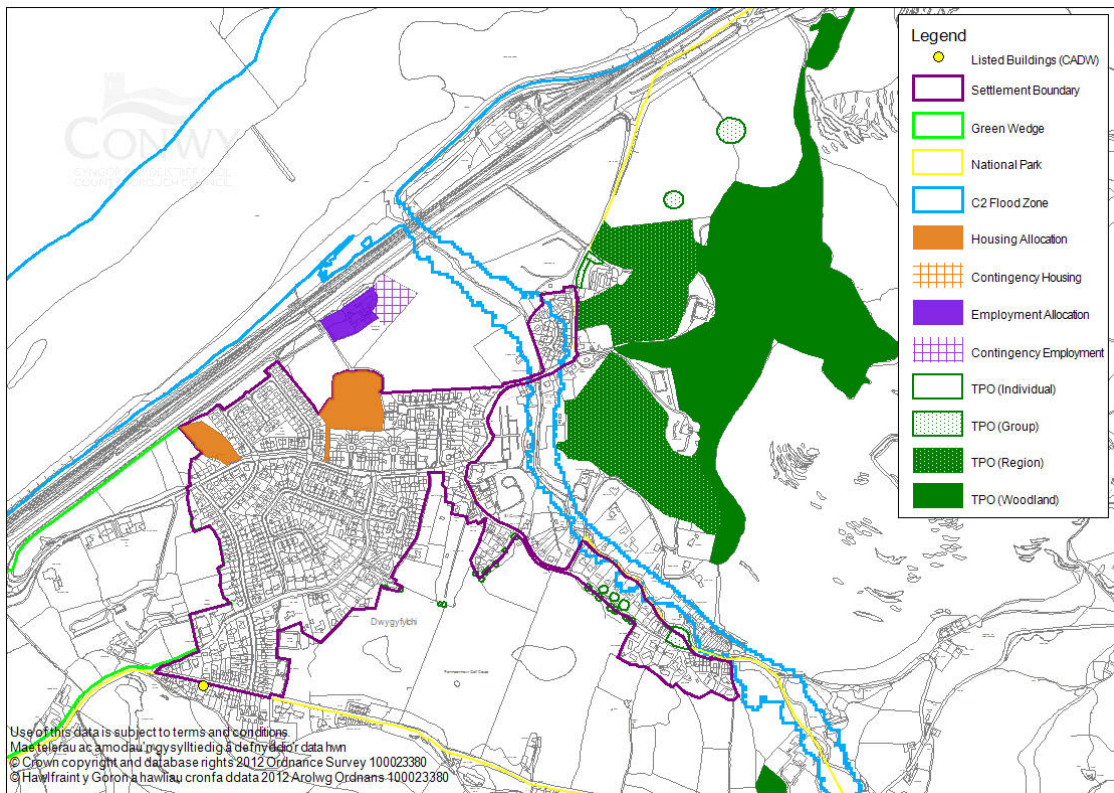 CONWY
Legend
Listed Buildings (CADW)
Settlement Boundary
Green Wedge
National Park
C2 Flood Zone
Housing Allocation
Contingency Housing
Employment Allocation
Contingency Employment
TPO (Individual)
TPO (Group)
TPO (Region)
TPO (Woodland)
Dwygyfylchi
Use of this data is subject to terms and conditions.
Mae telerau ac amodau'n gysylltiedig â defnyddio'r data hwn
© Crown copyright and database rights 2012 Ordnance Survey 100023380
© Hawlfraint y Goron a hawliau cronfa ddata 2012 Arolwg Ordnans 100023380